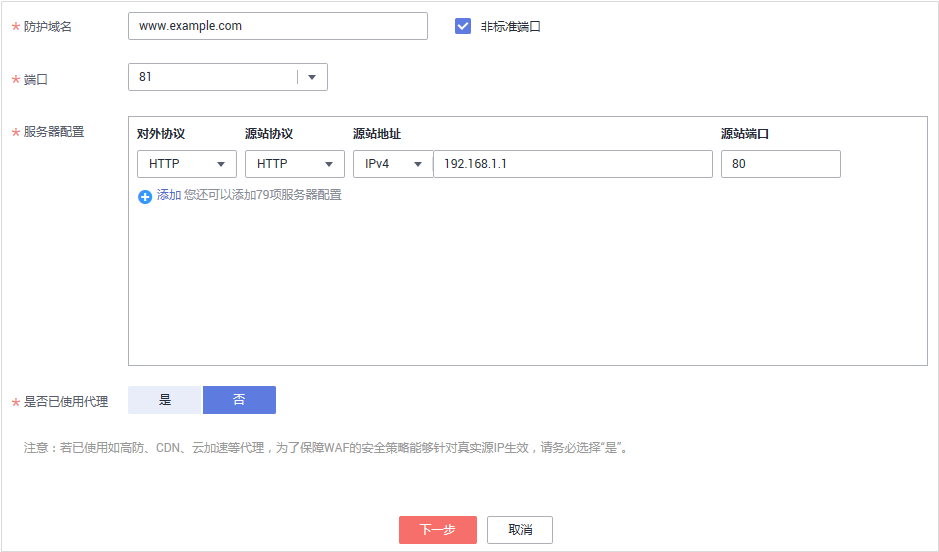 * 防护域名 www.example.com 非标准端口
* 端口 81
* 服务器配置 对外协议 源站协议 源站地址 源站端口
HTTP HTTP IPv4 192.168.1.1 80
添加 您还可以添加79项服务器配置
* 是否已使用代理 是 否
注意：若已使用如高防、CDN、云加速等代理，为了保障WAF的安全策略能够针对真实源IP生效，请务必选择“是”。
下一步 取消